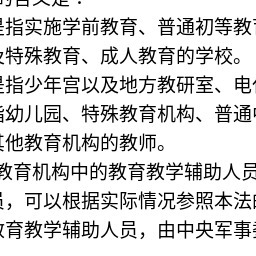 的含义是：
是指实施学前教育、普通初等教
及特殊教育、成人教育的学校。
是指少年宫以及地方教研室、电
指幼儿园、特殊教育机构、普通
其他教育机构的教师。
教育机构中的教育教学辅助人员
员，可以根据实际情况参照本法
教育教学辅助人员，由中央军事